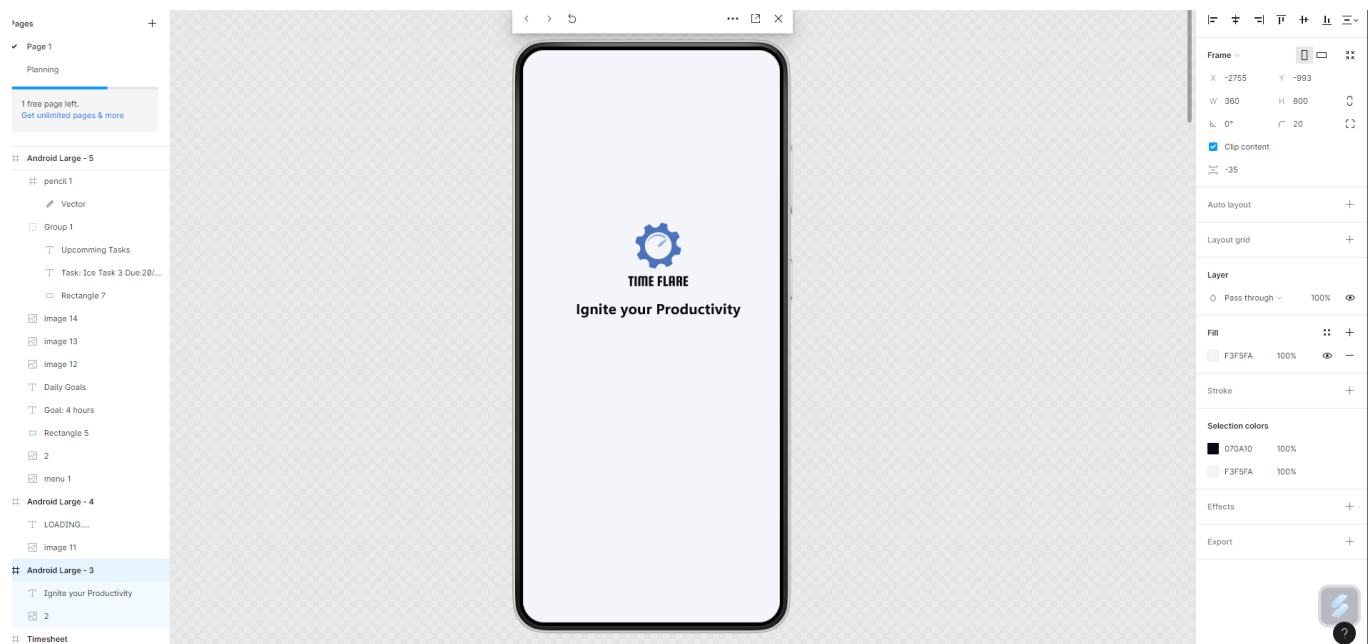 Pages
Page 1
Planning
1 free page left.
Get unlimited pages & more
Android Large - 5
pencil 1
Vector
Group 1
Upcomming Tasks
Task: Ice Task 3 Due:20/...
Rectangle 7
image 14
image 13
image 12
Daily Goals
Goal: 4 hours
Rectangle 5
2
menu 1
Android Large - 4
LOADING....
image 11
Android Large - 3
Ignite your Productivity
2
Timesheet
TIME FLARE
Ignite your Productivity
Frame
X -2755 Y -993
W 360 H 800
0° 20
Clip content
-35
Auto layout
Layout grid
Layer
Pass through 100%
Fill
F3F5FA 100%
Stroke
Selection colors
070A10 100%
F3F5FA 100%
Effects
Export
?